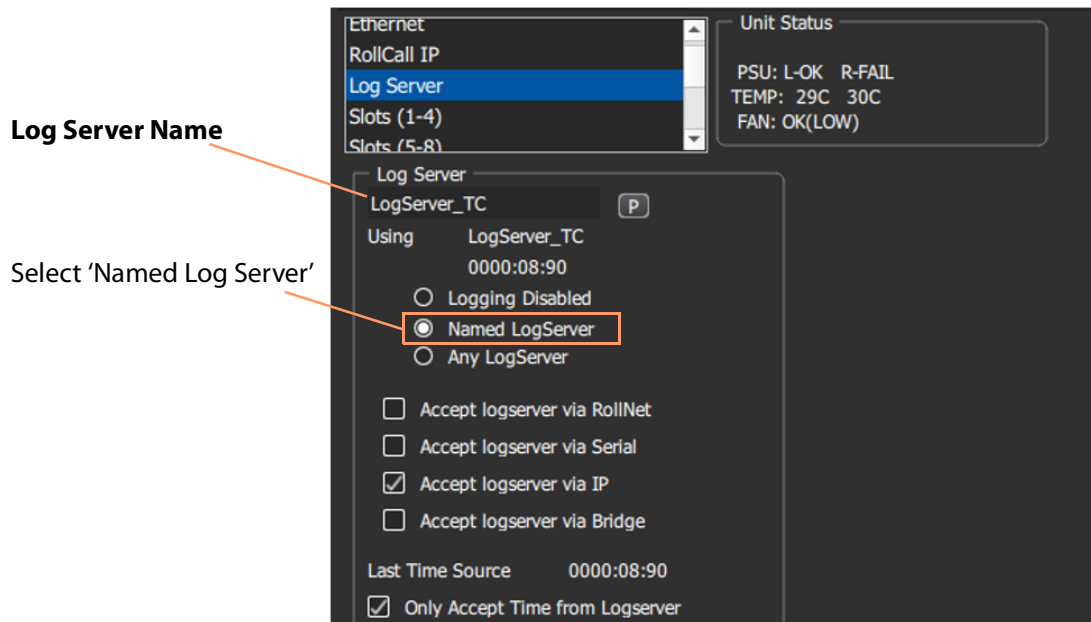 Log Server Name
Select ‘Named Log Server’
Ethernet
RollCall IP
Log Server
Slots (1-4)
Slots (5-8)
Unit Status
PSU: L-OK R-FAIL
TEMP: 29C 30C
FAN: OK(LOW)
Log Server
LogServer_TC
P
Using LogServer_TC
0000:08:90
Logging Disabled
Named LogServer
Any LogServer
Accept logserver via RollNet
Accept logserver via Serial
Accept logserver via IP
Accept logserver via Bridge
Last Time Source 0000:08:90
Only Accept Time from Logserver